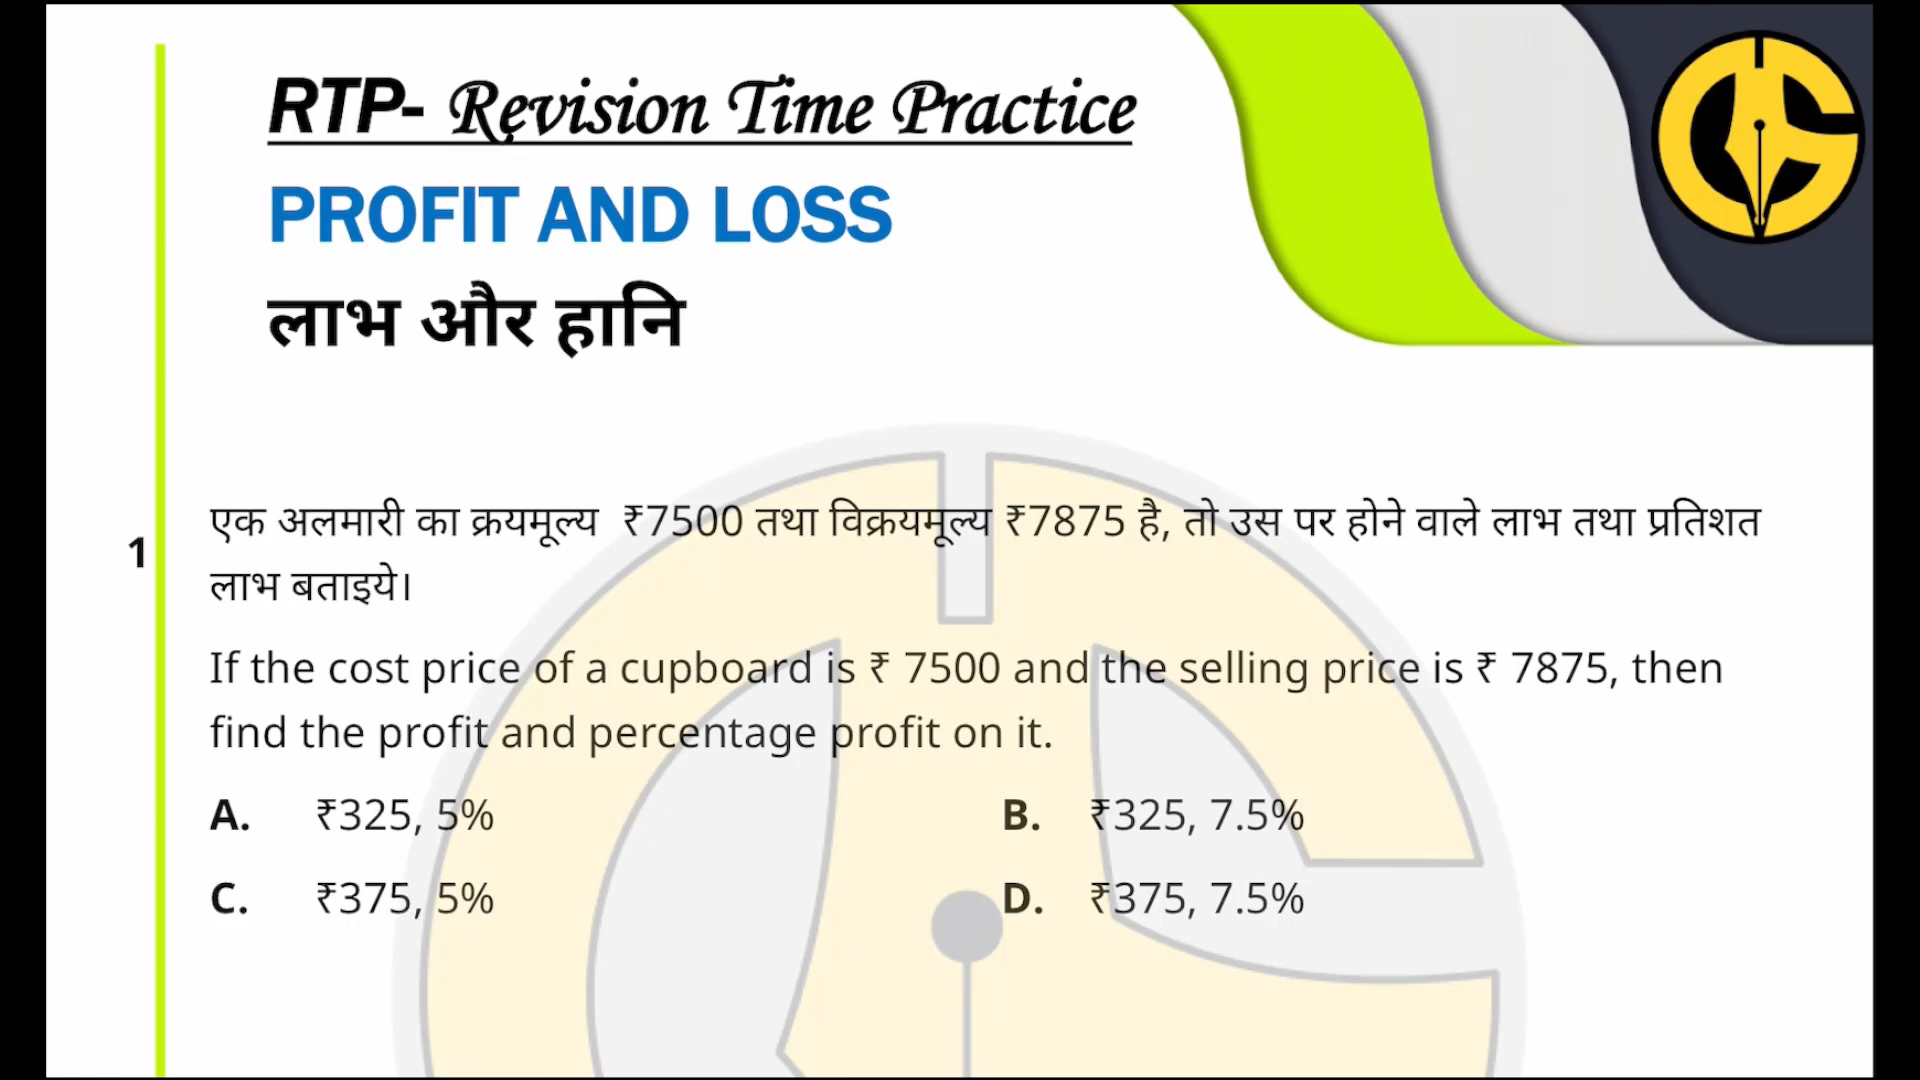 RTP- Revision Time Practice
PROFIT AND LOSS
लाभ और हानि
1
एक अलमारी का क्रयमूल्य ₹7500 तथा विक्रयमूल्य ₹7875 है, तो उस पर होने वाले लाभ तथा प्रतिशत
लाभ बताइये।
If the cost price of a cupboard is ₹ 7500 and the selling price is ₹ 7875, then
find the profit and percentage profit on it.
A. ₹325, 5% B. ₹325, 7.5%
C. ₹375, 5% D. ₹375, 7.5%